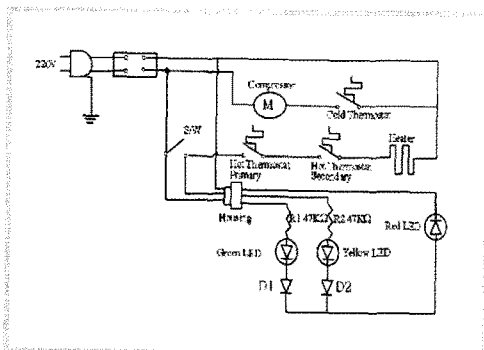 220V
Compressor
M
Cold Thermostat
S/W
Heater
Hot Thermostat
Primary
Hot Thermostat
Secondary
Housing
R1 47KΩ
R2 47KΩ
Red LED
Green LED
Yellow LED
D1
D2